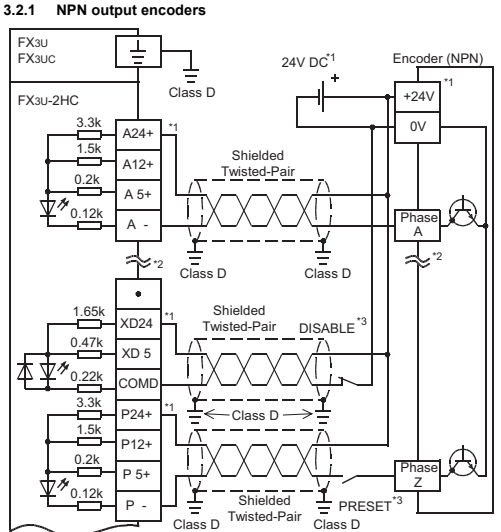 3.2.1 NPN output encoders
FX3U
FX3UC
Class D
24V DC*1
+
Encoder (NPN)
*1
+24V
0V
FX3U-2HC
3.3k
A24+
*1
1.5k
A12+
0.2k
A 5+
0.12k
A -
Shielded
Twisted-Pair
Class D
Class D
Phase
A
*2
*2
1.65k
XD24
*1
0.47k
XD 5
0.22k
COMD
Shielded
Twisted-Pair
DISABLE*3
Class D
3.3k
P24+
*1
1.5k
P12+
0.2k
P 5+
0.12k
P -
Phase
Z
Shielded
Twisted-Pair
PRESET*3
Class D
Class D